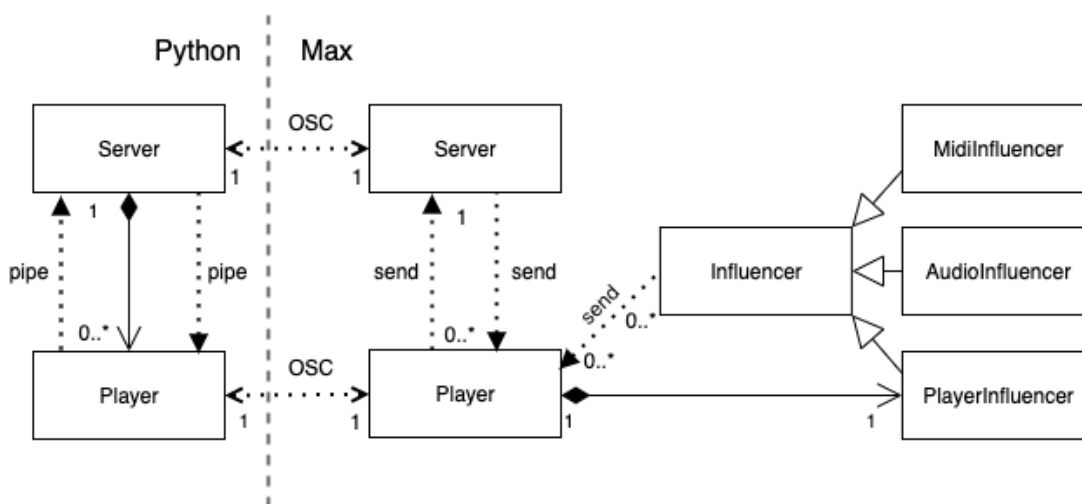 Python
Max
Server
OSC
1
1
Server
MidiInfluencer
1
1
pipe
pipe
send
send
send
Influencer
AudioInfluencer
0..*
0..*
0..*
0..*
Player
OSC
Player
PlayerInfluencer
1
1
1
1